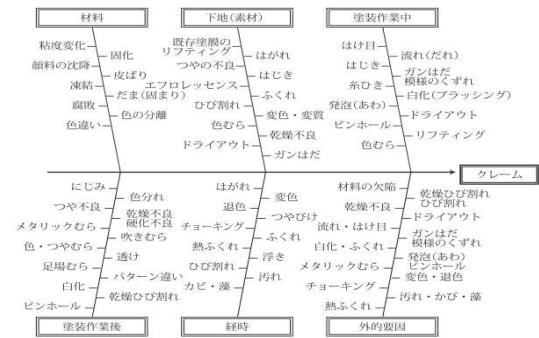 材料
粘度変化
固化
顔料の沈降
皮ばり
凍結
だま(固まり)
腐敗
色の分離
色違い
下地(素材)
既存塗膜の
リフティング
はがれ
つやの不良
はじき
エフロレッセンス
ふくれ
ひび割れ
変色・変質
色むら
乾燥不良
ドライアウト
ガンはだ
塗装作業中
はけ目
流れ(だれ)
はじき
ガンはだ
模様のくずれ
糸ひき
白化(ブラッシング)
発泡(あわ)
ドライアウト
ピンホール
リフティング
色むら
クレーム
にじみ
色分れ
つや不良
乾燥不良
硬化不良
メタリックむら
吹きむら
色・つやむら
透け
足場むら
パターン違い
白化
乾燥ひび割れ
ピンホール
塗装作業後
はがれ
変色
退色
つやびけ
チョーキング
ふくれ
熱ふくれ
浮き
ひび割れ
汚れ
カビ・藻
経時
材料の欠陥
乾燥ひび割れ
ひび割れ
乾燥不良
ドライアウト
流れ・はけ目
ガンはだ
模様のくずれ
白化・ふくれ
発泡(あわ)
ピンホール
メタリックむら
変色・退色
チョーキング
汚れ・かび・藻
熱ふくれ
外的要因